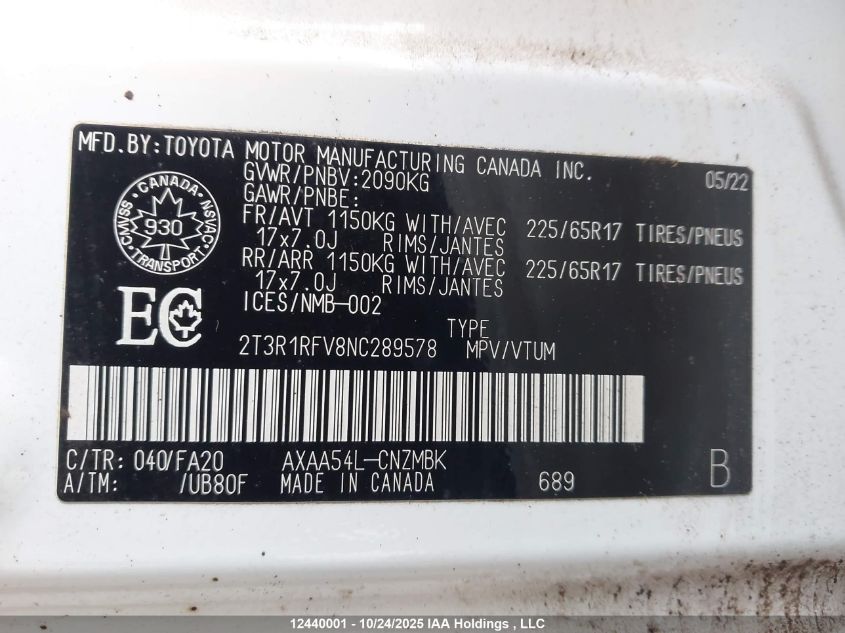 MFD.BY:TOYOTA MOTOR MANUFACTURING CANADA INC. 05/22
GVWR/PNBV:2090KG
GAWR/PNBE:
FR/AVT 1150KG WITH/AVEC 225/65R17 TIRES/PNEUS
17x7.0J RIMS/JANTES
RR/ARR 1150KG WITH/AVEC 225/65R17 TIRES/PNEUS
17x7.0J RIMS/JANTES
ICES/NMB-002
CANADA
CMVSS 930 NSVAC
TRANSPORT
EC
TYPE
2T3R1RFV8NC289578 MPV/VTUM
C/TR: 040/FA20 AXAA54L-CNZMBK
A/TM: /UB80F MADE IN CANADA 689 B
12440001 - 10/24/2025 IAA Holdings , LLC